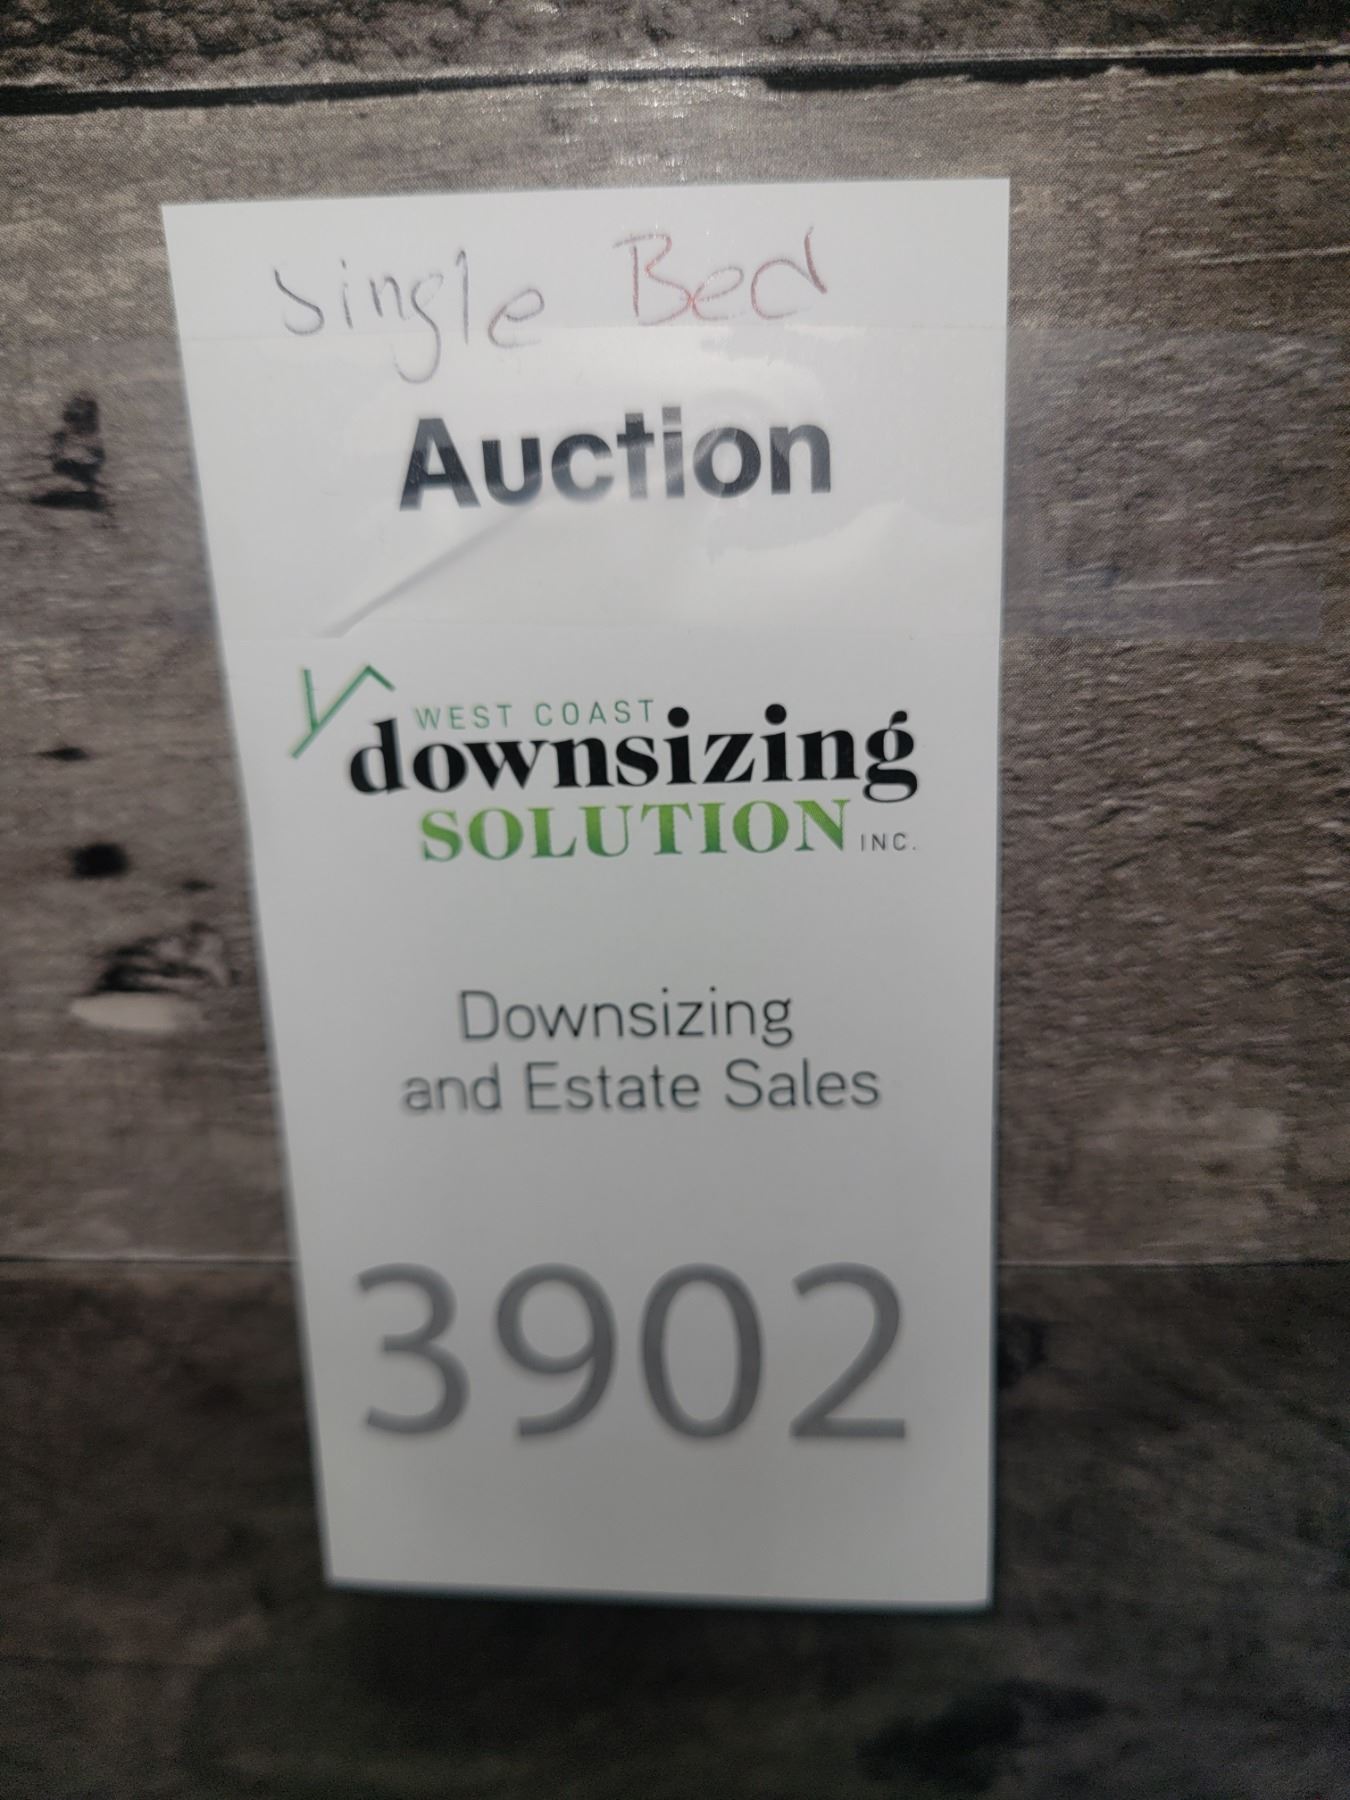 Single Bed
Auction
WEST COAST
downsizing
SOLUTION INC.
Downsizing
and Estate Sales
3902